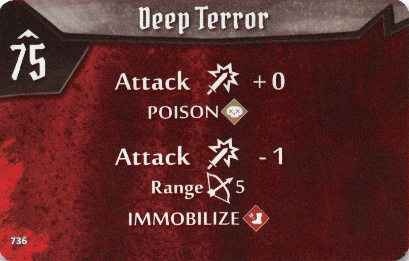 Deep Terror
75
Attack + 0
POISON
Attack - 1
Range 5
IMMOBILIZE
736